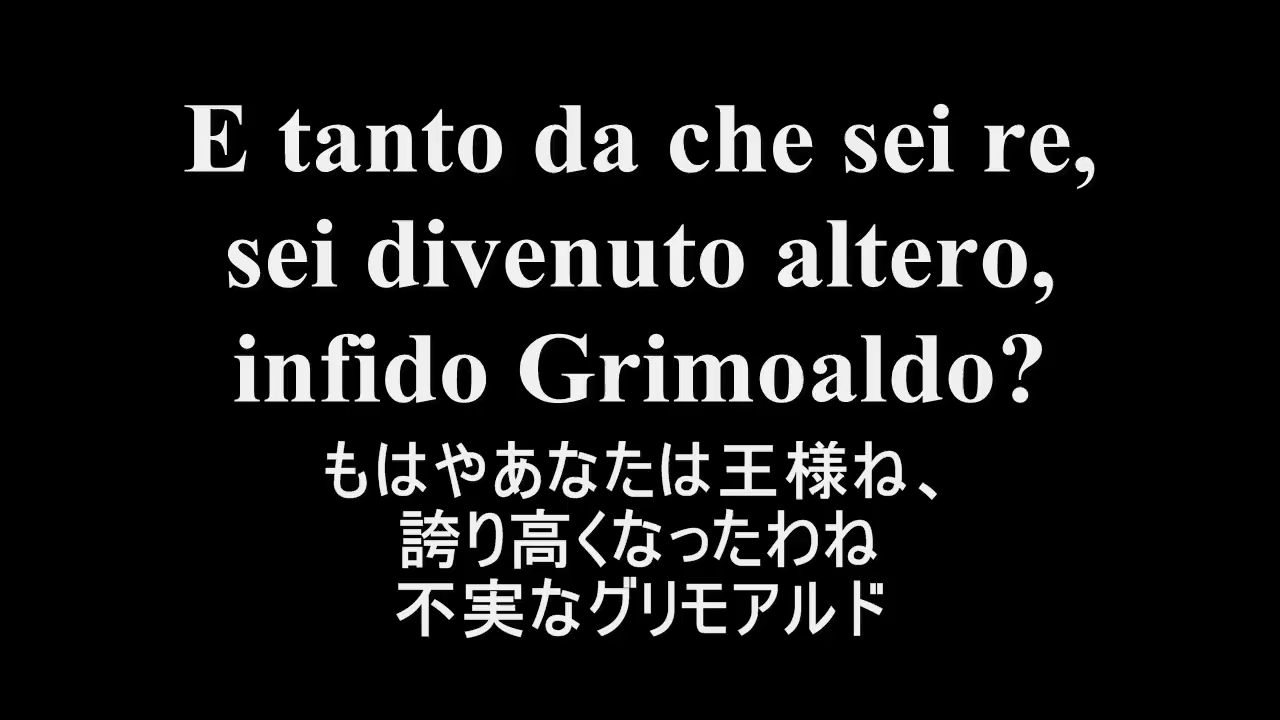 E tanto da che sei re,
sei divenuto altero,
infido Grimoaldo?
もはやあなたは王様ね、
誇り高くなったわね
不実なグリモアルド